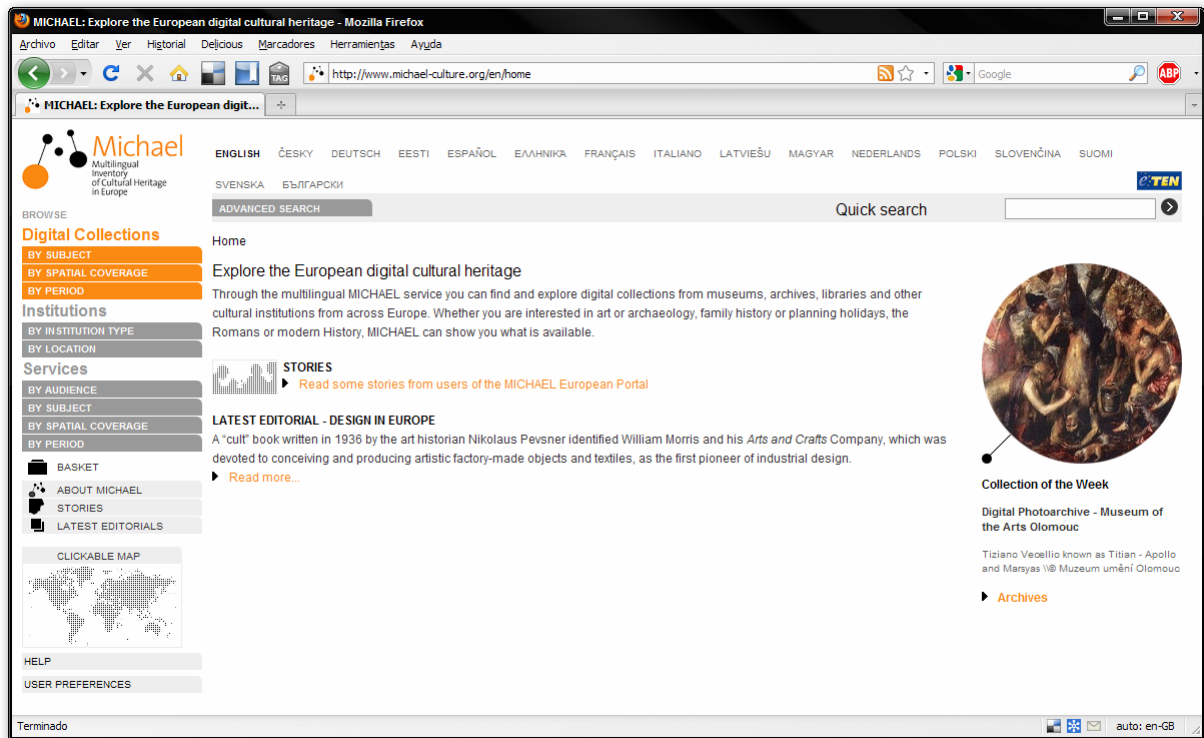 MICHAEL: Explore the European digital cultural heritage - Mozilla Firefox
Archivo Editar Ver Historial Delicious Marcadores Herramientas Ayuda
TAG http://www.michael-culture.org/en/home Google ABP
MICHAEL: Explore the European digit...
Michael
Multilingual
Inventory
of Cultural Heritage
in Europe
ENGLISH ČESKY DEUTSCH EESTI ESPAÑOL ΕΛΛΗΝΙΚΆ FRANÇAIS ITALIANO LATVIEŠU MAGYAR NEDERLANDS POLSKI SLOVENČINA SUOMI
SVENSKA БЪЛГАРСКИ
e:TEN
ADVANCED SEARCH Quick search
BROWSE
Digital Collections
BY SUBJECT
BY SPATIAL COVERAGE
BY PERIOD
Institutions
BY INSTITUTION TYPE
BY LOCATION
Services
BY AUDIENCE
BY SUBJECT
BY SPATIAL COVERAGE
BY PERIOD
BASKET
ABOUT MICHAEL
STORIES
LATEST EDITORIALS
CLICKABLE MAP
HELP
USER PREFERENCES
Home
Explore the European digital cultural heritage
Through the multilingual MICHAEL service you can find and explore digital collections from museums, archives, libraries and other
cultural institutions from across Europe. Whether you are interested in art or archaeology, family history or planning holidays, the
Romans or modern History, MICHAEL can show you what is available.
STORIES
Read some stories from users of the MICHAEL European Portal
LATEST EDITORIAL - DESIGN IN EUROPE
A “cult” book written in 1936 by the art historian Nikolaus Pevsner identified William Morris and his Arts and Crafts Company, which was
devoted to conceiving and producing artistic factory-made objects and textiles, as the first pioneer of industrial design.
Read more...
Collection of the Week
Digital Photoarchive - Museum of
the Arts Olomouc
Tiziano Vecellio known as Titian - Apollo
and Marsyas \\© Muzeum umění Olomouc
Archives
Terminado auto: en-GB